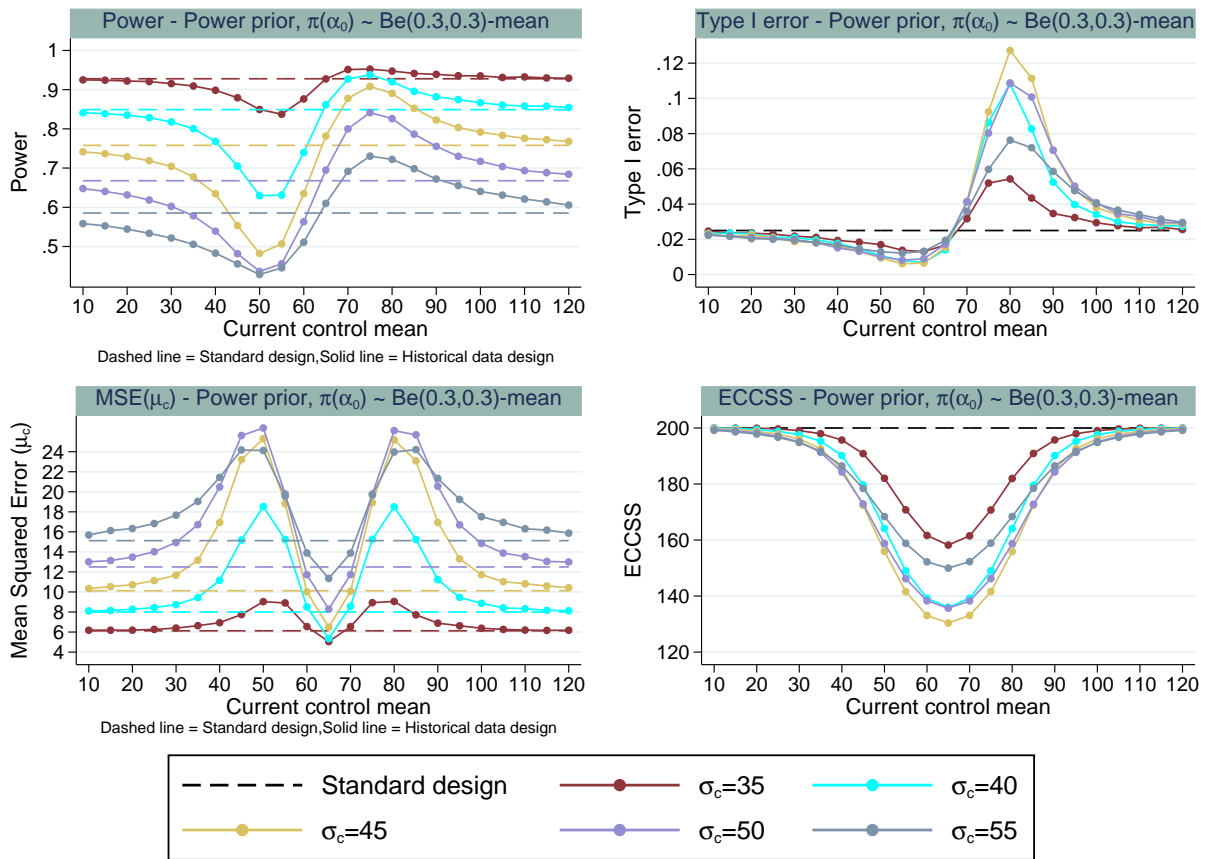 Power - Power prior, π(α₀) ~ Be(0.3,0.3)-mean
Power
1
.9
.8
.7
.6
.5
10 20 30 40 50 60 70 80 90 100 110 120
Current control mean
Dashed line = Standard design,Solid line = Historical data design
Type I error - Power prior, π(α₀) ~ Be(0.3,0.3)-mean
Type I error
.12
.1
.08
.06
.04
.02
0
10 20 30 40 50 60 70 80 90 100 110 120
Current control mean
MSE(μ_c) - Power prior, π(α₀) ~ Be(0.3,0.3)-mean
Mean Squared Error (μ_c)
24
22
20
18
16
14
12
10
8
6
4
10 20 30 40 50 60 70 80 90 100 110 120
Current control mean
Dashed line = Standard design,Solid line = Historical data design
ECCSS - Power prior, π(α₀) ~ Be(0.3,0.3)-mean
ECCSS
200
180
160
140
120
10 20 30 40 50 60 70 80 90 100 110 120
Current control mean
Standard design
σ_c=35
σ_c=40
σ_c=45
σ_c=50
σ_c=55